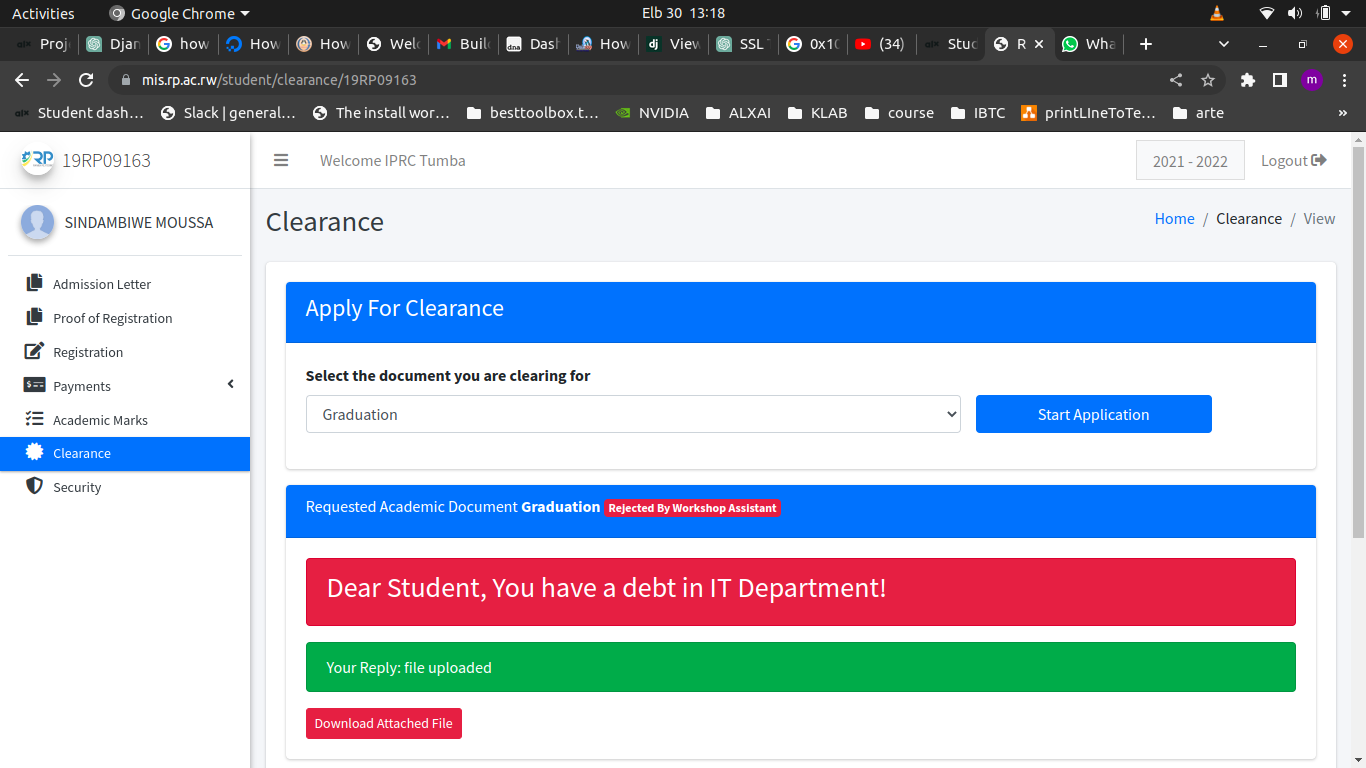 Activities Google Chrome Elb 30 13:18
Proj Djan how How How Welc Buil Dash How View SSL 0x10 (34) Stud R Wha
mis.rp.ac.rw/student/clearance/19RP09163 m
Student dash... Slack | general... The install wor... besttoolbox.t... NVIDIA ALXAI KLAB course IBTC printLIneToTe... arte »
RP 19RP09163 Welcome IPRC Tumba 2021 - 2022 Logout
SINDAMBIWE MOUSSA
Clearance Home / Clearance / View
Admission Letter
Proof of Registration
Registration
Payments
Academic Marks
Clearance
Security
Apply For Clearance
Select the document you are clearing for
Graduation Start Application
Requested Academic Document Graduation Rejected By Workshop Assistant
Dear Student, You have a debt in IT Department!
Your Reply: file uploaded
Download Attached File